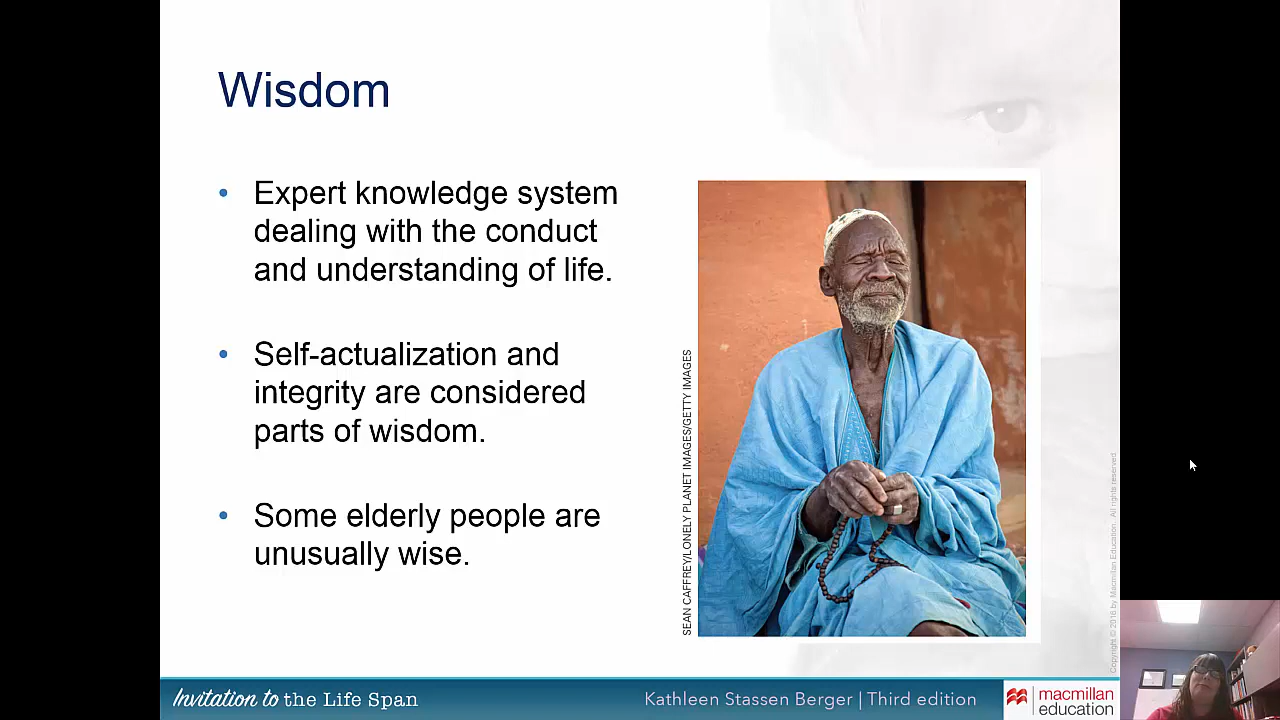 Wisdom
• Expert knowledge system
dealing with the conduct
and understanding of life.
• Self-actualization and
integrity are considered
parts of wisdom.
• Some elderly people are
unusually wise.
SEAN CAFFREY/LONELY PLANET IMAGES/GETTY IMAGES
Copyright © 2016 by Macmillan Education. All rights reserved
Invitation to the Life Span
Kathleen Stassen Berger | Third edition
macmillan
education